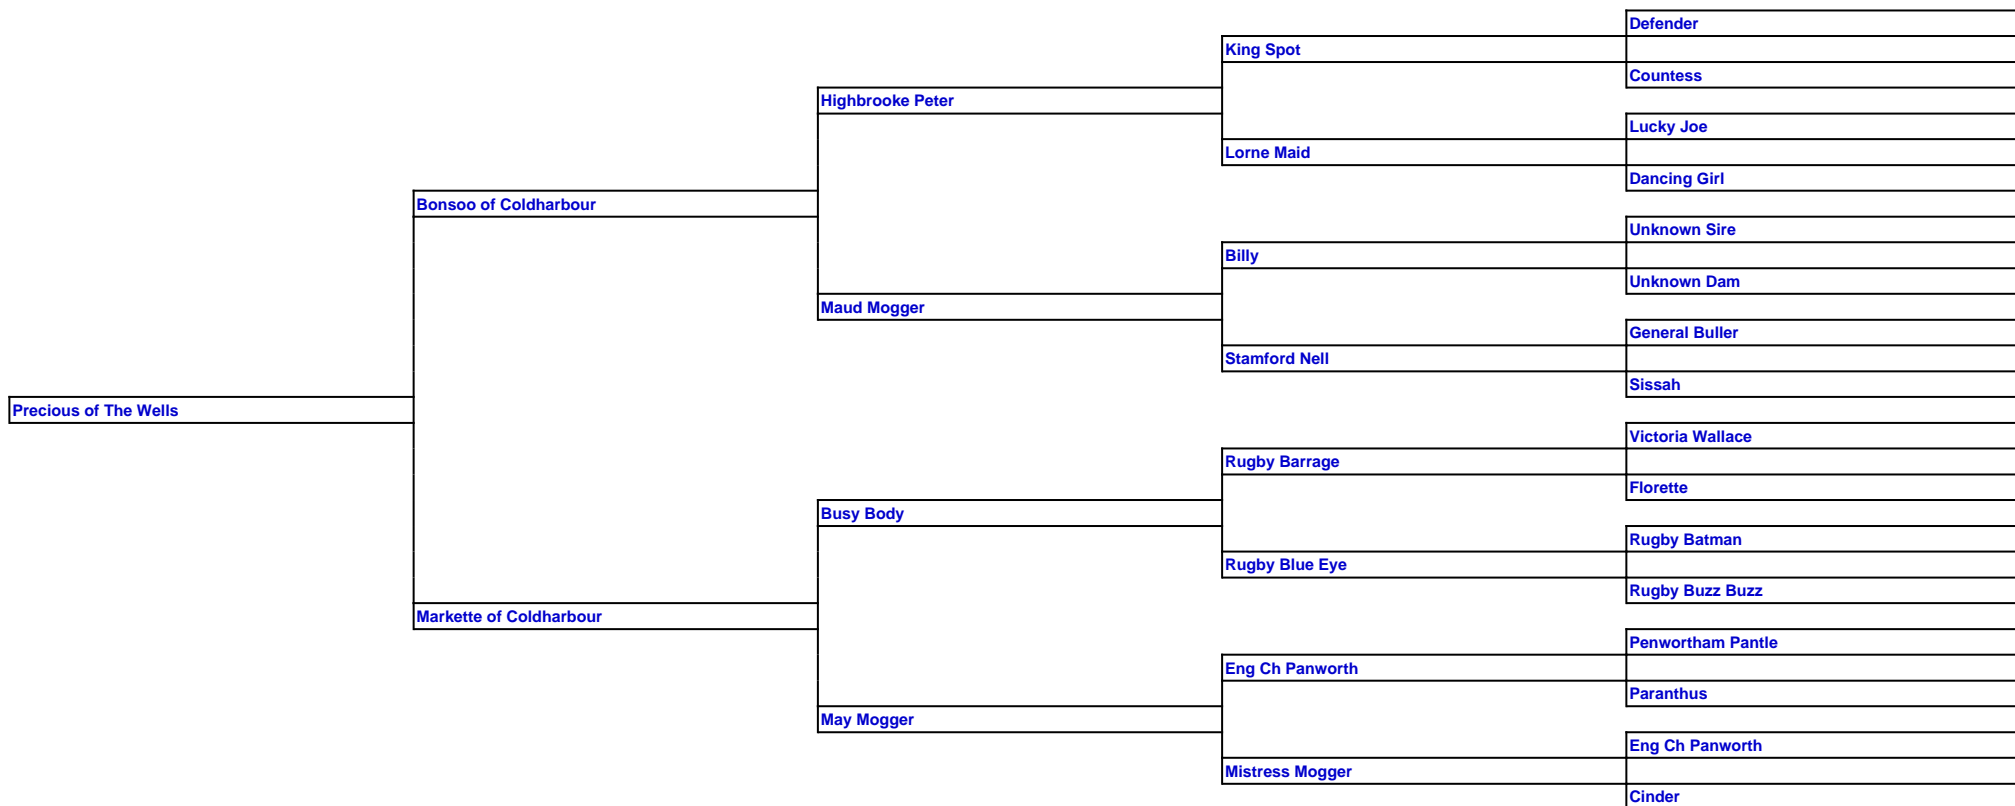 Defender
King Spot
Countess
Highbrooke Peter
Lucky Joe
Lorne Maid
Dancing Girl
Bonsoo of Coldharbour
Unknown Sire
Billy
Unknown Dam
Maud Mogger
General Buller
Stamford Nell
Sissah
Precious of The Wells
Victoria Wallace
Rugby Barrage
Florette
Busy Body
Rugby Batman
Rugby Blue Eye
Rugby Buzz Buzz
Markette of Coldharbour
Penwortham Pantle
Eng Ch Panworth
Paranthus
May Mogger
Eng Ch Panworth
Mistress Mogger
Cinder